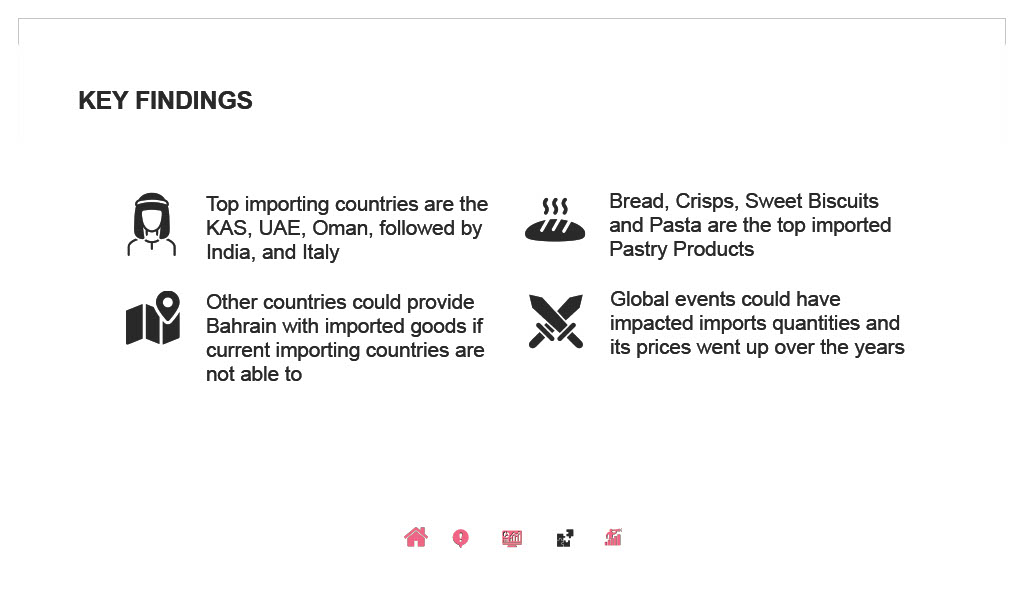 KEY FINDINGS
Top importing countries are the
KAS, UAE, Oman, followed by
India, and Italy
Bread, Crisps, Sweet Biscuits
and Pasta are the top imported
Pastry Products
Other countries could provide
Bahrain with imported goods if
current importing countries are
not able to
Global events could have
impacted imports quantities and
its prices went up over the years